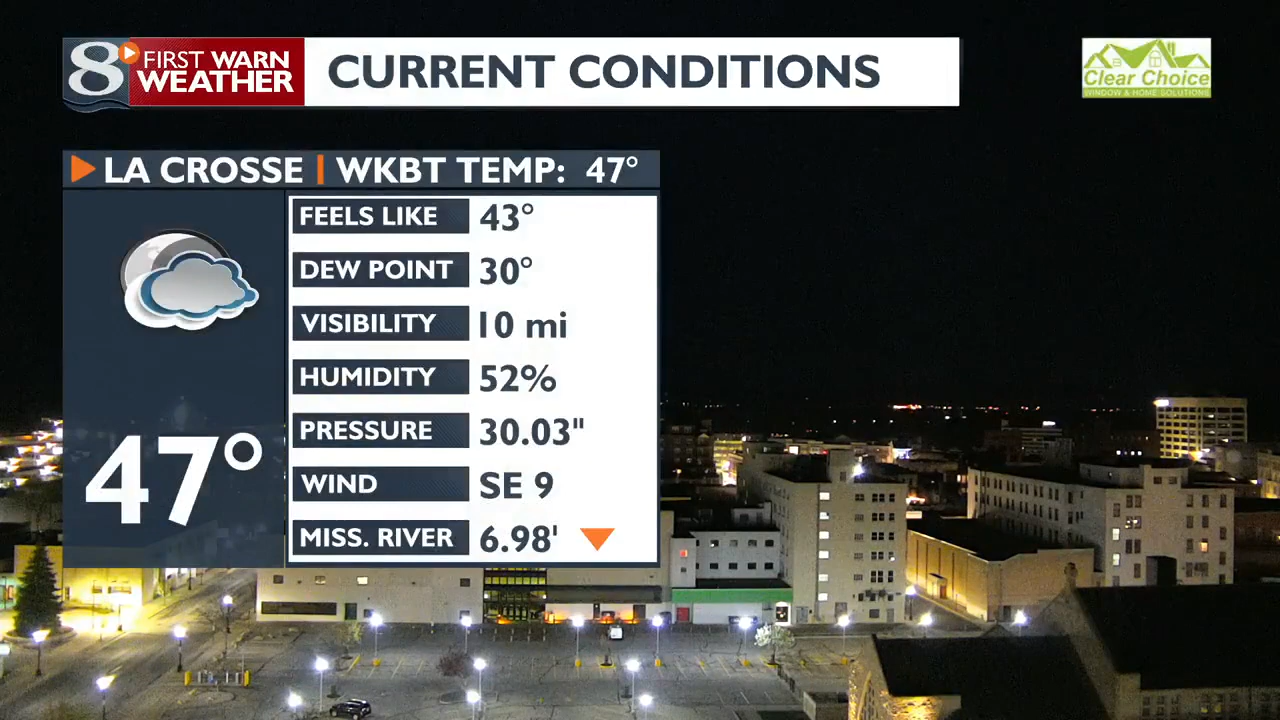 8 FIRST WARN
WEATHER
CURRENT CONDITIONS
Clear Choice
WINDOW & HOME SOLUTIONS
LA CROSSE | WKBT TEMP: 47°
FEELS LIKE 43°
DEW POINT 30°
VISIBILITY 10 mi
HUMIDITY 52%
PRESSURE 30.03"
WIND SE 9
MISS. RIVER 6.98'
47°